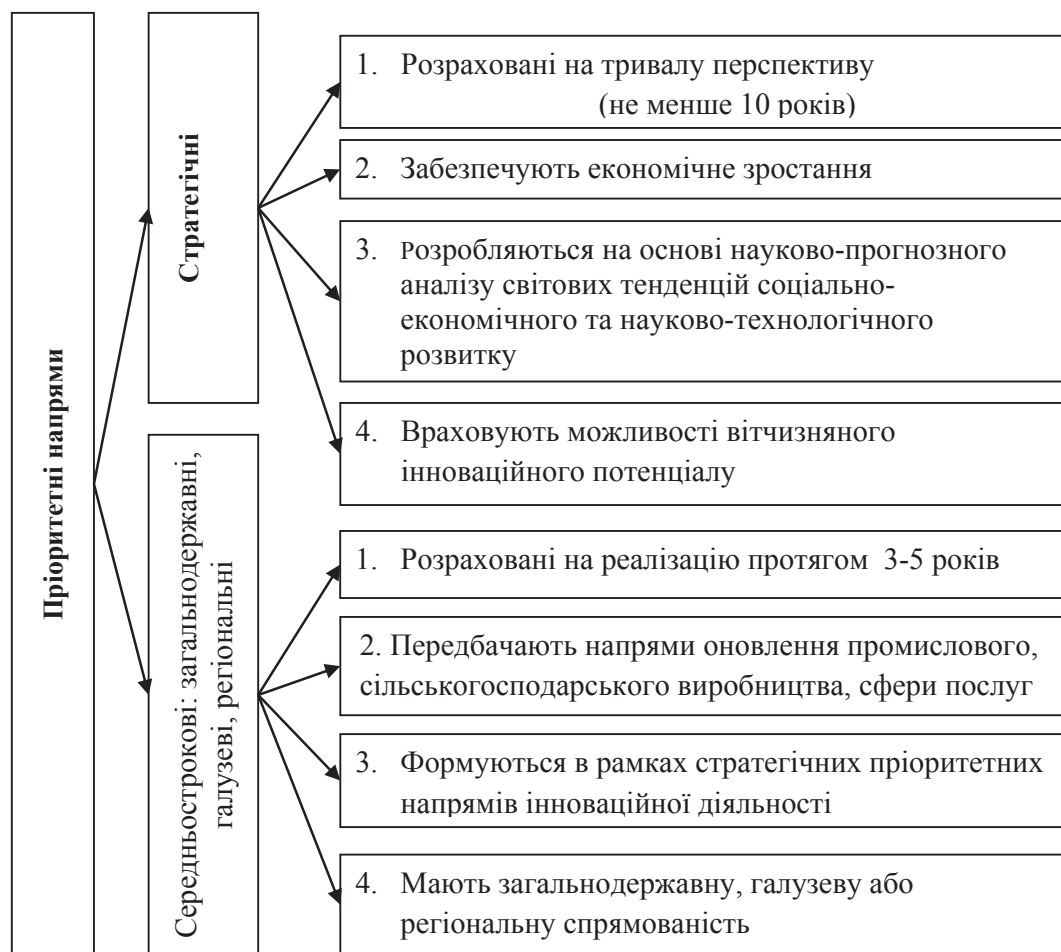 Пріоритетні напрями
Стратегічні
1. Розраховані на тривалу перспективу
(не менше 10 років)
2. Забезпечують економічне зростання
3. Розробляються на основі науково-прогнозного
аналізу світових тенденцій соціально-
економічного та науково-технологічного
розвитку
4. Враховують можливості вітчизняного
інноваційного потенціалу
Середньострокові: загальнодержавні,
галузеві, регіональні
1. Розраховані на реалізацію протягом 3-5 років
2. Передбачають напрями оновлення промислового,
сільськогосподарського виробництва, сфери послуг
3. Формуються в рамках стратегічних пріоритетних
напрямів інноваційної діяльності
4. Мають загальнодержавну, галузеву або
регіональну спрямованість